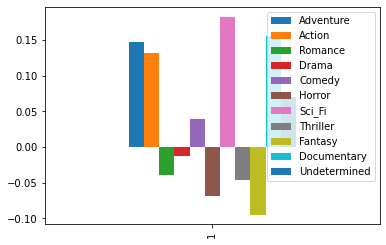 0.15
0.10
0.05
0.00
−0.05
−0.10
1
Adventure
Action
Romance
Drama
Comedy
Horror
Sci_Fi
Thriller
Fantasy
Documentary
Undetermined